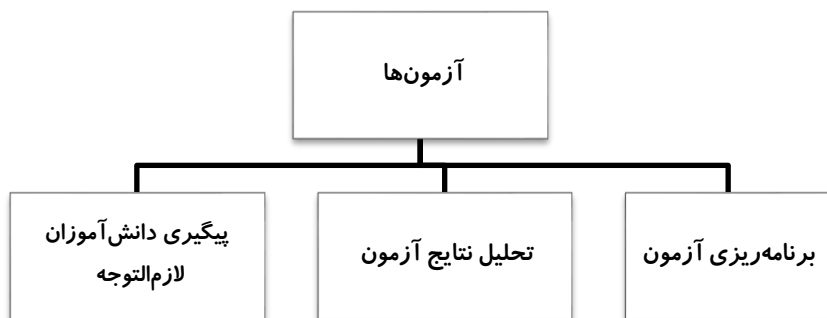 آزمون‌ها
برنامه‌ریزی آزمون
تحلیل نتایج آزمون
پیگیری دانش‌آموزان
لازم‌التوجه